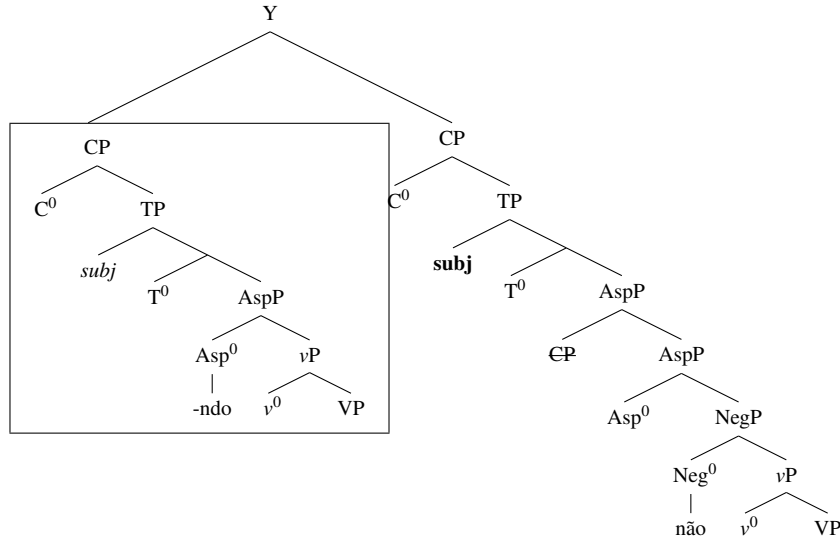 Y
CP
CP
C⁰ TP
C⁰ TP
subj
subj
T⁰ AspP
T⁰ AspP
Asp⁰ vP
CP AspP
-ndo v⁰ VP
Asp⁰ NegP
Neg⁰ vP
não v⁰ VP